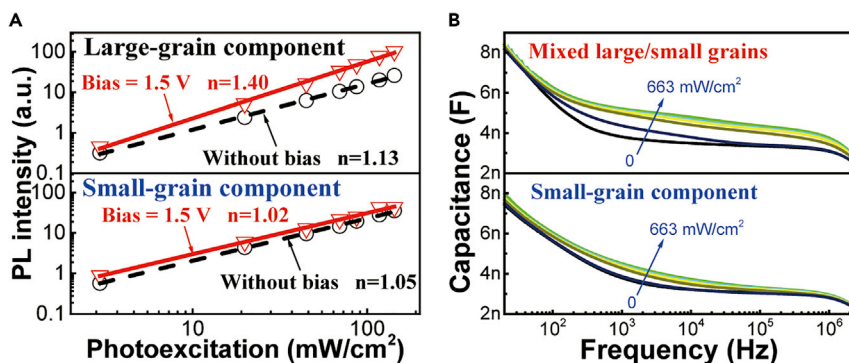 A
PL intensity (a.u.)
100
10
1
0.1
Large-grain component
Bias = 1.5 V n=1.40
Without bias n=1.13
100
10
1
0.1
Small-grain component
Bias = 1.5 V n=1.02
Without bias n=1.05
10 100
Photoexcitation (mW/cm²)
B
Capacitance (F)
8n
6n
4n
2n
Mixed large/small grains
663 mW/cm²
0
8n
6n
4n
2n
Small-grain component
663 mW/cm²
0
10² 10³ 10⁴ 10⁵ 10⁶
Frequency (Hz)